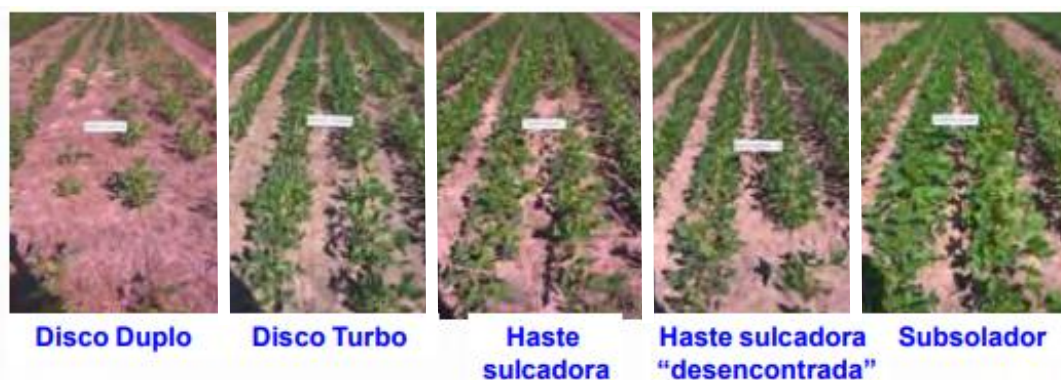 Disco Duplo
Disco Turbo
Haste
sulcadora
Haste sulcadora
“desencontrada”
Subsolador